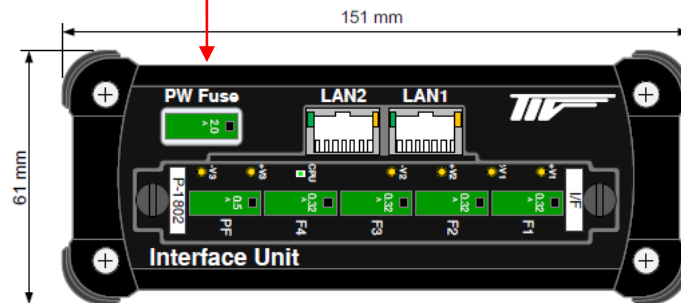 151 mm
61 mm
PW Fuse
LAN2 LAN1
2.0 A
-V3 +V3 CPU -V2 +V2 -V1 +V1
P-1802
I/F
0.5 A 0.32 A 0.32 A 0.32 A 0.32 A
PF F4 F3 F2 F1
Interface Unit